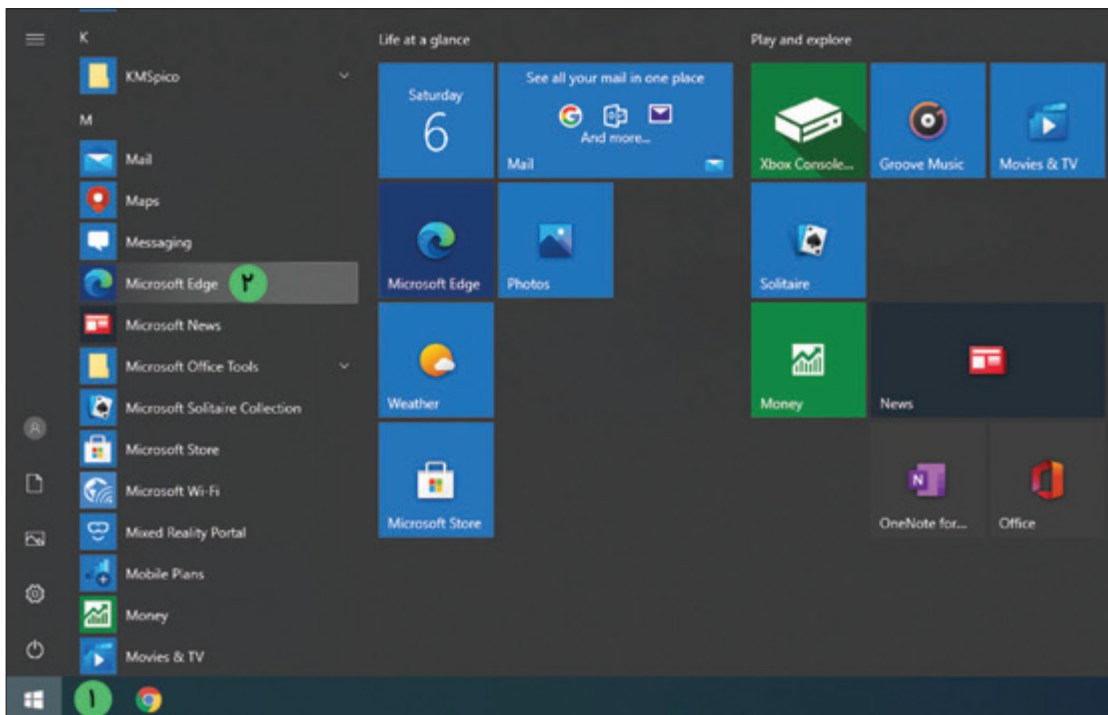 K
KMSpico
M
Mail
Maps
Messaging
Microsoft Edge ۲
Microsoft News
Microsoft Office Tools
Microsoft Solitaire Collection
Microsoft Store
Microsoft Wi-Fi
Mixed Reality Portal
Mobile Plans
Money
Movies & TV
۱
Life at a glance
Saturday
6
See all your mail in one place
And more...
Mail
Microsoft Edge
Photos
Weather
Microsoft Store
Play and explore
Xbox Console...
Groove Music
Movies & TV
Solitaire
Money
News
N
OneNote for...
Office